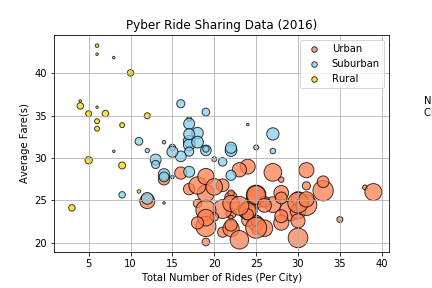 Pyber Ride Sharing Data (2016)
Urban
Suburban
Rural
40
35
30
25
20
Average Fare(s)
5 10 15 20 25 30 35 40
Total Number of Rides (Per City)